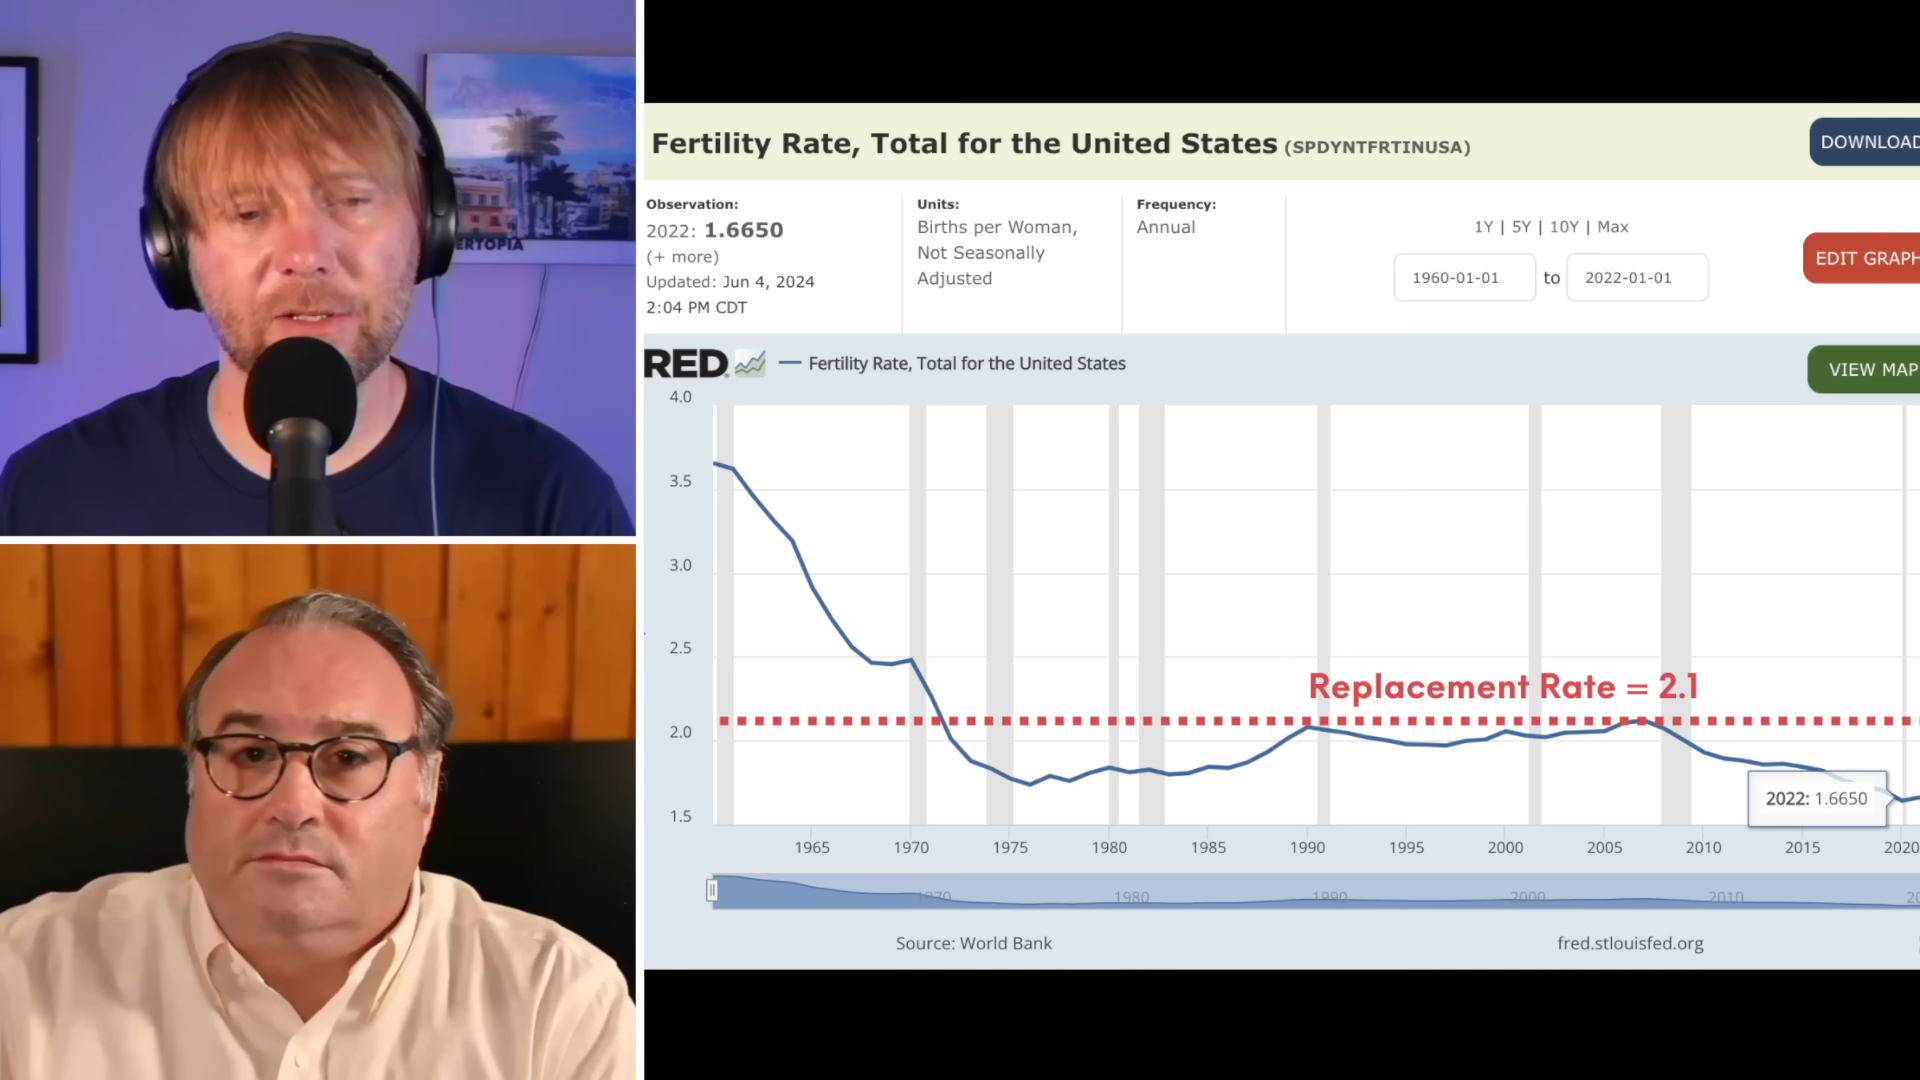 ERTOPIA
Fertility Rate, Total for the United States (SPDYNTFRTINUSA)
DOWNLOAD
Observation:
2022: 1.6650
(+ more)
Updated: Jun 4, 2024
2:04 PM CDT
Units:
Births per Woman,
Not Seasonally
Adjusted
Frequency:
Annual
1Y | 5Y | 10Y | Max
1960-01-01 to 2022-01-01
EDIT GRAPH
RED
Fertility Rate, Total for the United States
VIEW MAP
4.0
3.5
3.0
2.5
2.0
1.5
Replacement Rate = 2.1
2022: 1.6650
1965 1970 1975 1980 1985 1990 1995 2000 2005 2010 2015 2020
1970 1980 1990 2000 2010 20
Source: World Bank
fred.stlouisfed.org